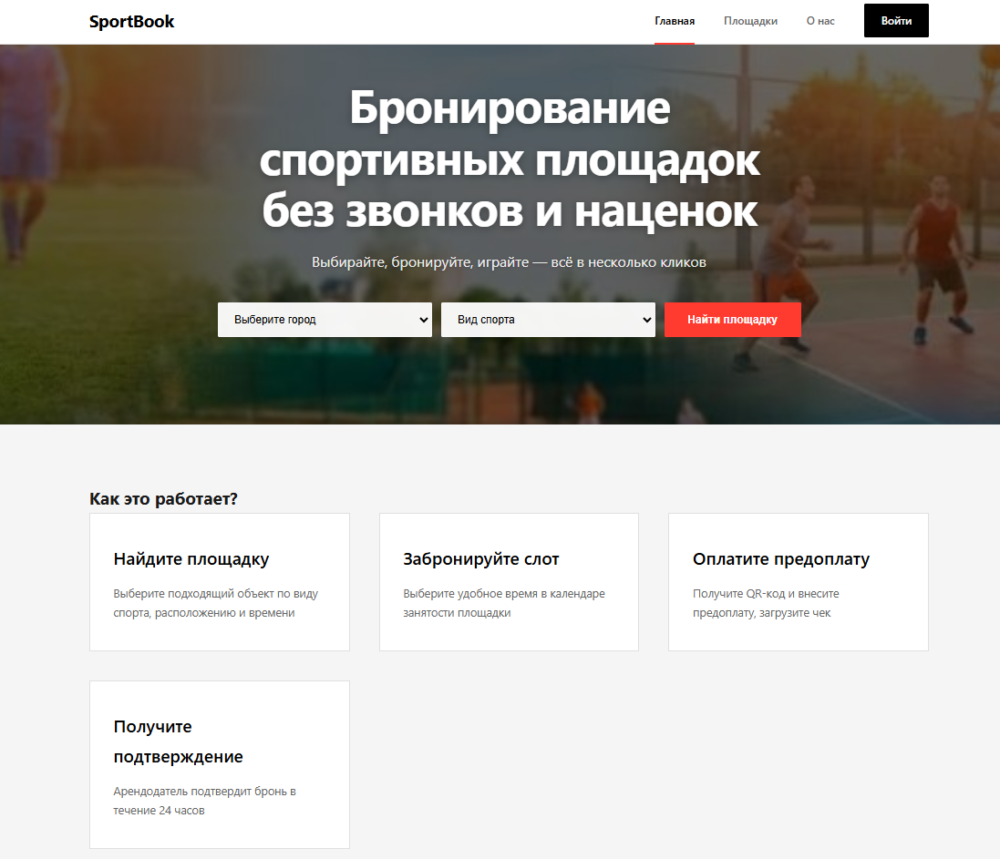 SportBook
Главная
Площадки
О нас
Войти
Бронирование
спортивных площадок
без звонков и наценок
Выбирайте, бронируйте, играйте — всё в несколько кликов
Выберите город
Вид спорта
Найти площадку
Как это работает?
Найдите площадку
Выберите подходящий объект по виду
спорта, расположению и времени
Забронируйте слот
Выберите удобное время в календаре
занятости площадки
Оплатите предоплату
Получите QR-код и внесите
предоплату, загрузите чек
Получите
подтверждение
Арендодатель подтвердит бронь в
течение 24 часов